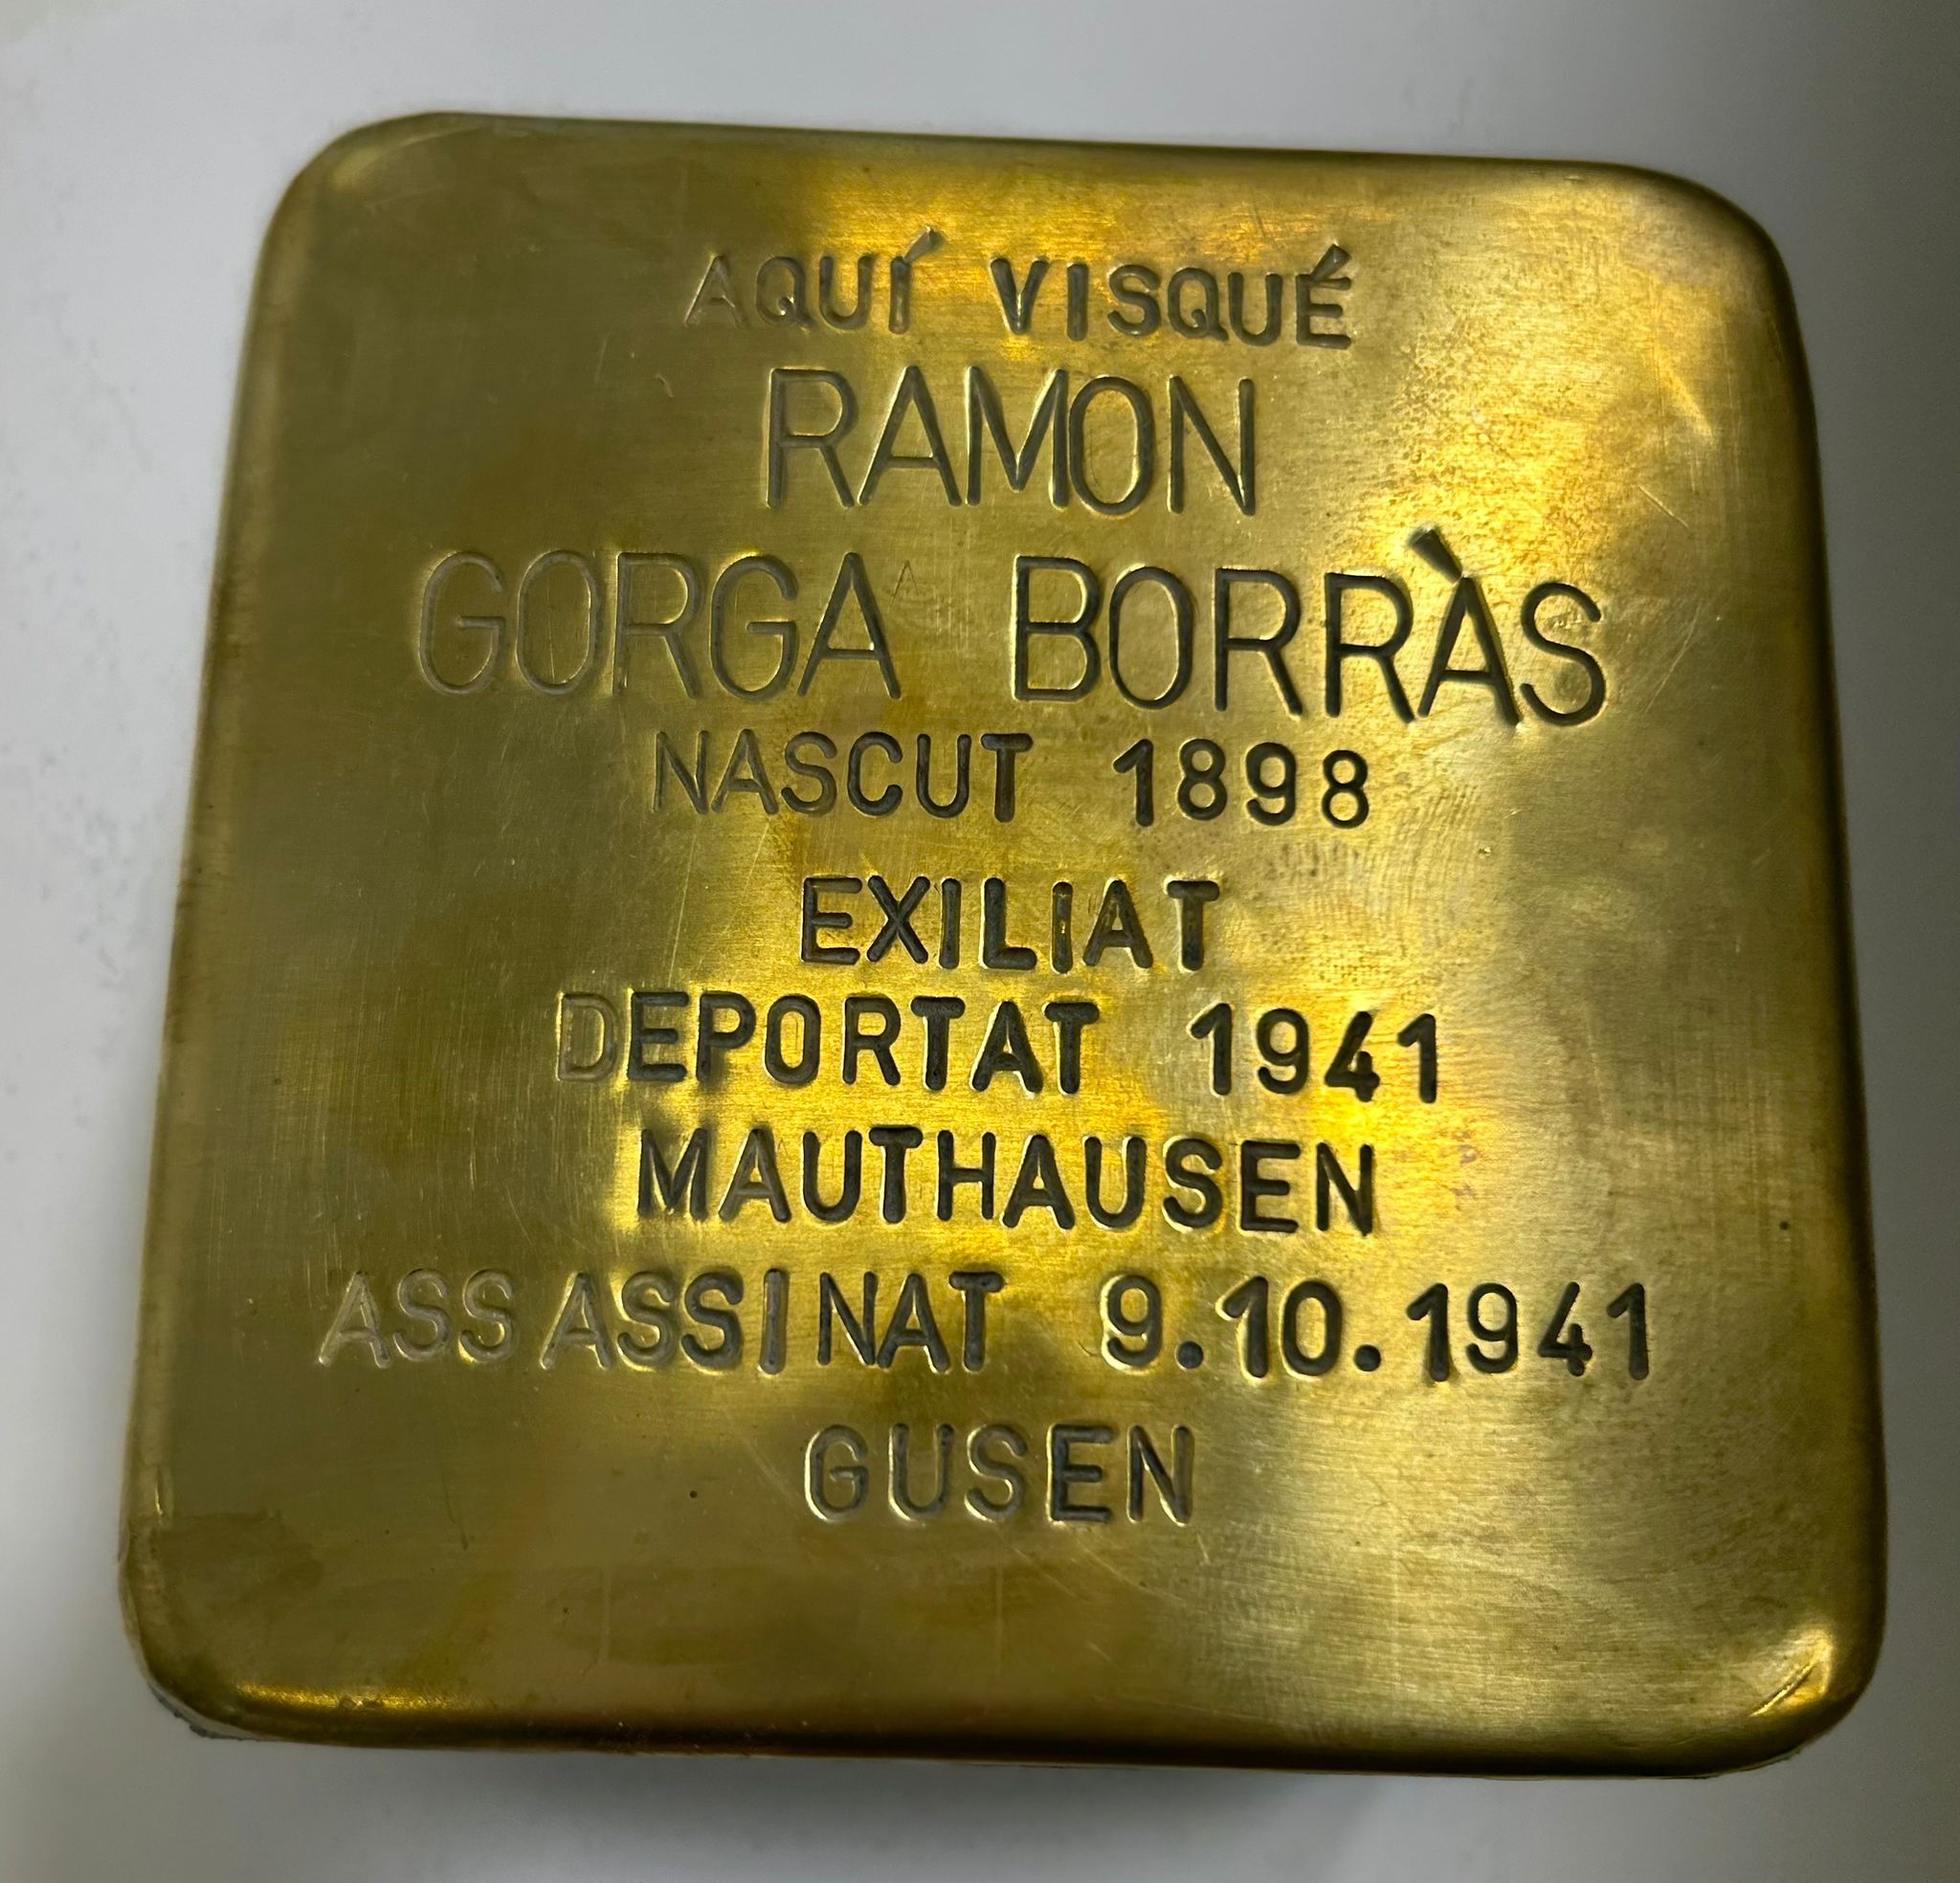 AQUÍ VISQUÉ
RAMON
GORGA BORRÀS
NASCUT 1898
EXILIAT
DEPORTAT 1941
MAUTHAUSEN
ASSASSINAT 9.10.1941
GUSEN